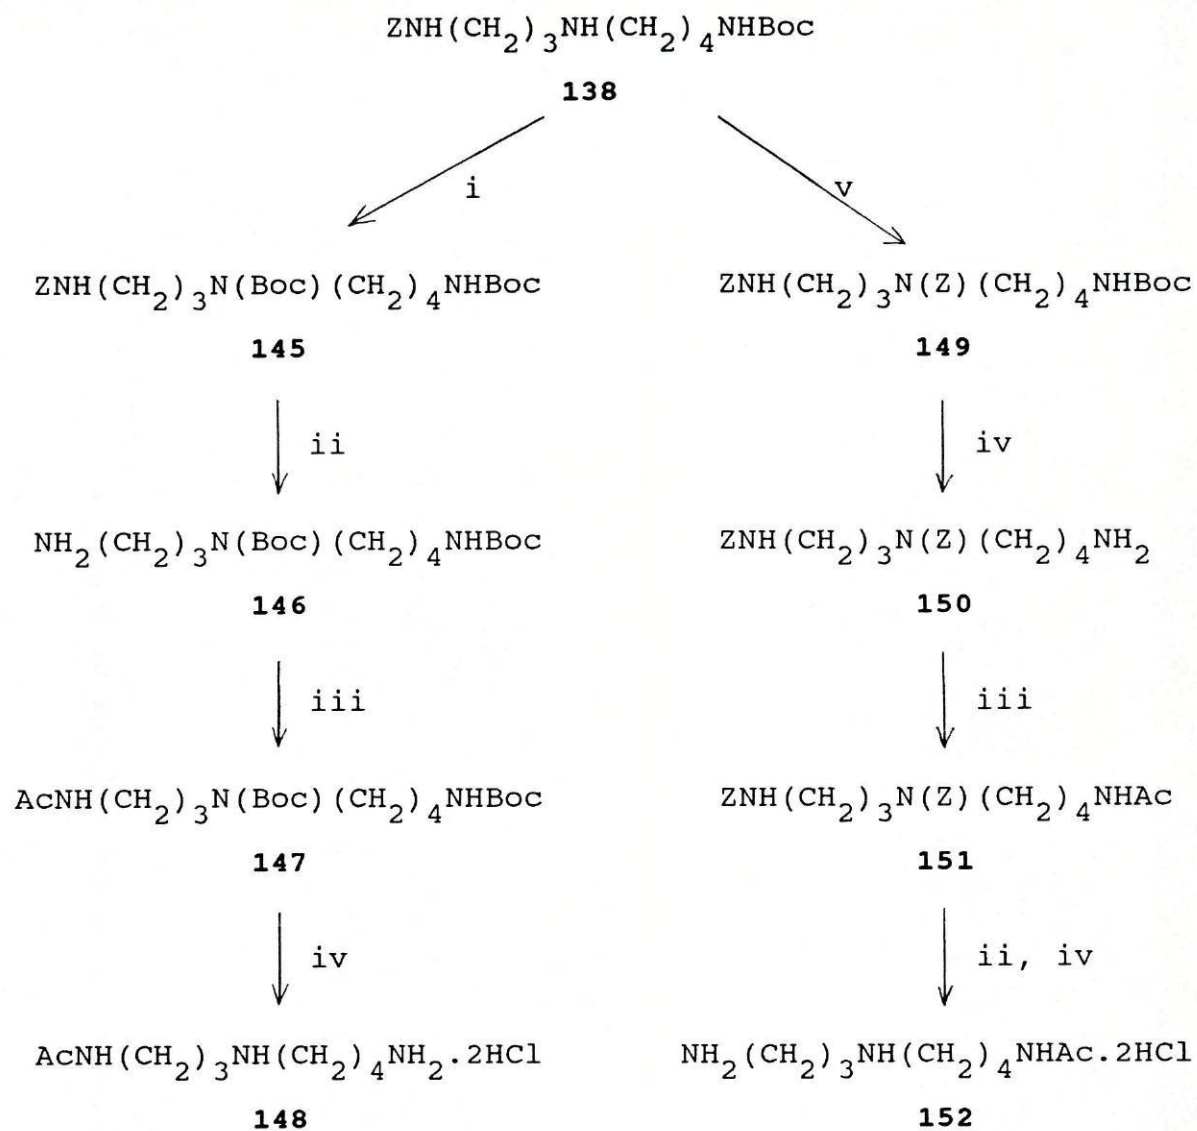 ZNH(CH₂)₃NH(CH₂)₄NHBoc
138
i
v
ZNH(CH₂)₃N(Boc)(CH₂)₄NHBoc
145
ZNH(CH₂)₃N(Z)(CH₂)₄NHBoc
149
ii
iv
NH₂(CH₂)₃N(Boc)(CH₂)₄NHBoc
146
ZNH(CH₂)₃N(Z)(CH₂)₄NH₂
150
iii
iii
AcNH(CH₂)₃N(Boc)(CH₂)₄NHBoc
147
ZNH(CH₂)₃N(Z)(CH₂)₄NHAc
151
iv
ii, iv
AcNH(CH₂)₃NH(CH₂)₄NH₂.2HCl
148
NH₂(CH₂)₃NH(CH₂)₄NHAc.2HCl
152